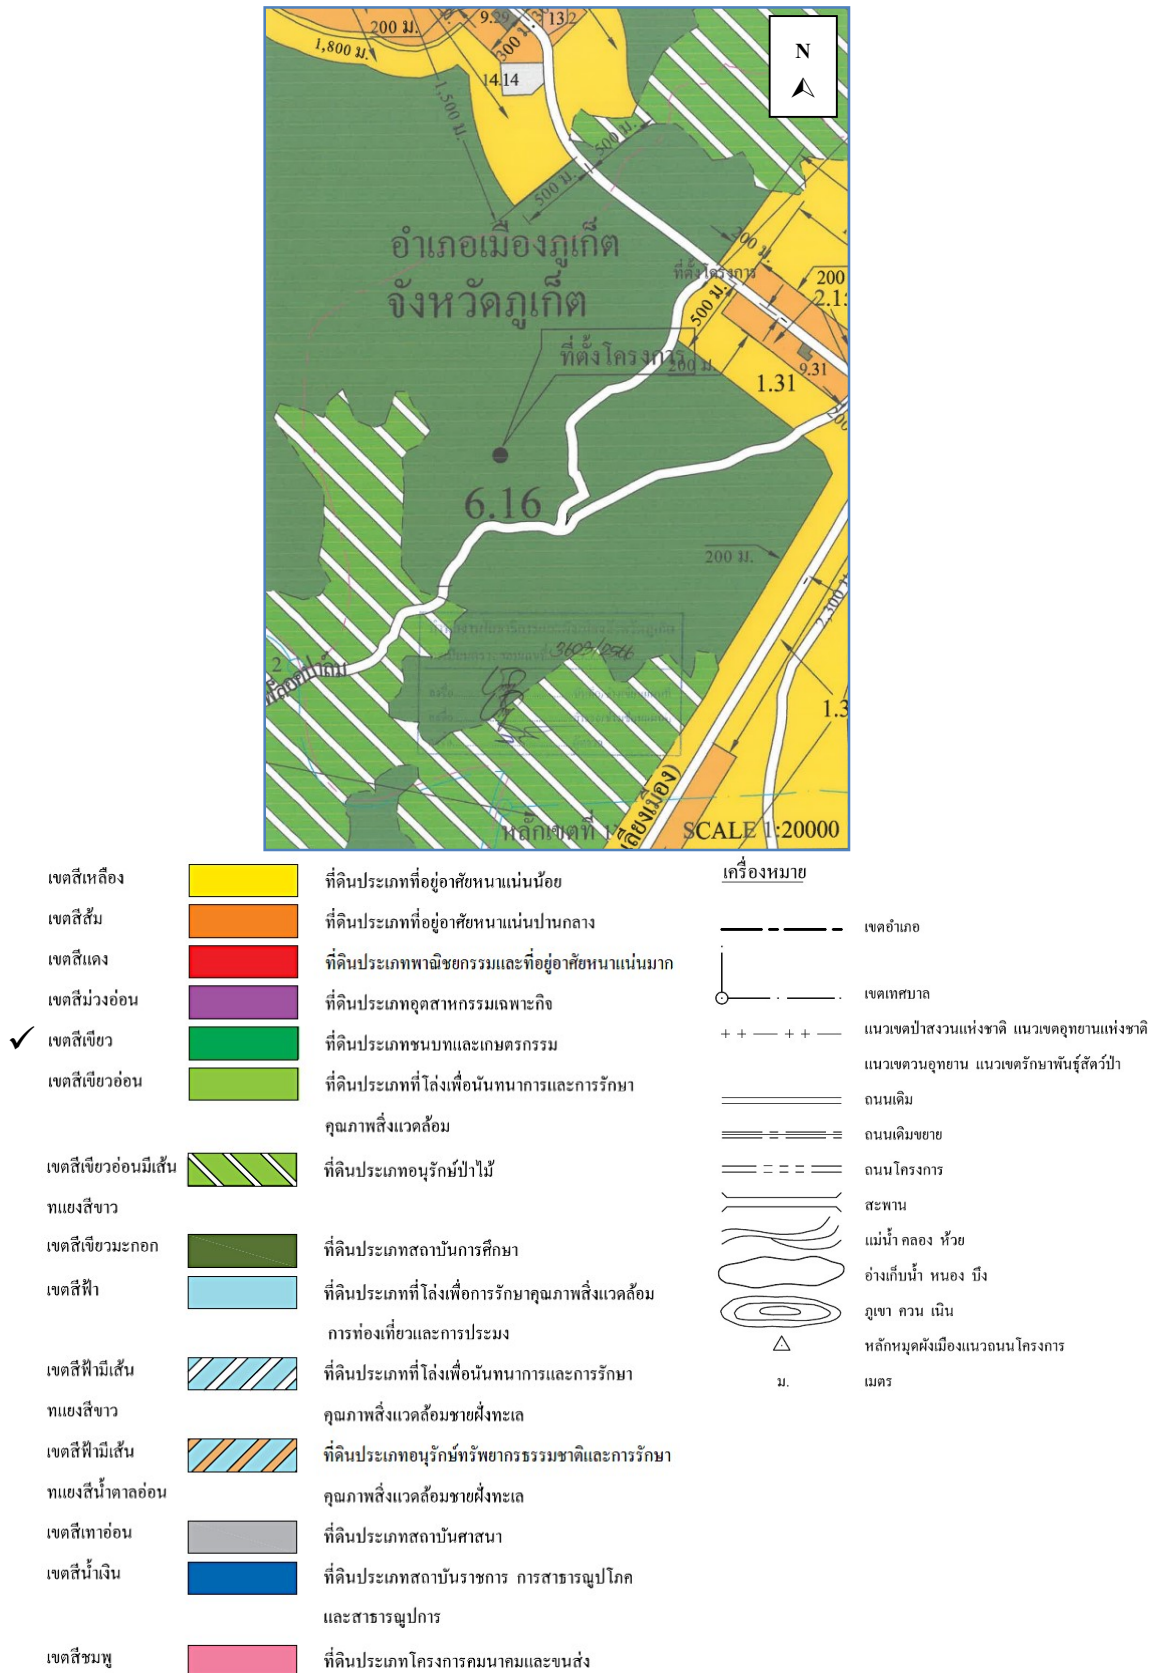 200 ม.
9.29
300 ม.
13.2
1,800 ม.
14.14
N
1,500 ม.
500 ม.
500 ม.
อำเภอเมืองภูเก็ต
จังหวัดภูเก็ต
200 ม.
ที่ตั้งโครงการ
200
500 ม.
ที่ตั้งโครงการ
200 ม.
9.31
1.31
200
6.16
200 ม.
2,300 ม.
3609/2566
2
1.3
เลี่ยงเมือง)
หลักเขตที่ 1
SCALE 1:20000
เขตสีเหลือง ที่ดินประเภทที่อยู่อาศัยหนาแน่นน้อย
เขตสีส้ม ที่ดินประเภทที่อยู่อาศัยหนาแน่นปานกลาง
เขตสีแดง ที่ดินประเภทพาณิชยกรรมและที่อยู่อาศัยหนาแน่นมาก
เขตสีม่วงอ่อน ที่ดินประเภทอุตสาหกรรมเฉพาะกิจ
✓ เขตสีเขียว ที่ดินประเภทชนบทและเกษตรกรรม
เขตสีเขียวอ่อน ที่ดินประเภทที่โล่งเพื่อนันทนาการและการรักษา
คุณภาพสิ่งแวดล้อม
เขตสีเขียวอ่อนมีเส้น ที่ดินประเภทอนุรักษ์ป่าไม้
ทแยงสีขาว
เขตสีเขียวมะกอก ที่ดินประเภทสถาบันการศึกษา
เขตสีฟ้า ที่ดินประเภทที่โล่งเพื่อการรักษาคุณภาพสิ่งแวดล้อม
การท่องเที่ยวและการประมง
เขตสีฟ้ามีเส้น ที่ดินประเภทที่โล่งเพื่อนันทนาการและการรักษา
ทแยงสีขาว คุณภาพสิ่งแวดล้อมชายฝั่งทะเล
เขตสีฟ้ามีเส้น ที่ดินประเภทอนุรักษ์ทรัพยากรธรรมชาติและการรักษา
ทแยงสีน้ำตาลอ่อน คุณภาพสิ่งแวดล้อมชายฝั่งทะเล
เขตสีเทาอ่อน ที่ดินประเภทสถาบันศาสนา
เขตสีน้ำเงิน ที่ดินประเภทสถาบันราชการ การสาธารณูปโภค
และสาธารณูปการ
เขตสีชมพู ที่ดินประเภทโครงการคมนาคมและขนส่ง
เครื่องหมาย
เขตอำเภอ
เขตเทศบาล
แนวเขตป่าสงวนแห่งชาติ แนวเขตอุทยานแห่งชาติ
แนวเขตวนอุทยาน แนวเขตรักษาพันธุ์สัตว์ป่า
ถนนเดิม
ถนนเดิมขยาย
ถนนโครงการ
สะพาน
แม่น้ำ คลอง ห้วย
อ่างเก็บน้ำ หนอง บึง
ภูเขา ควน เนิน
หลักหมุดผังเมืองแนวถนนโครงการ
ม. เมตร